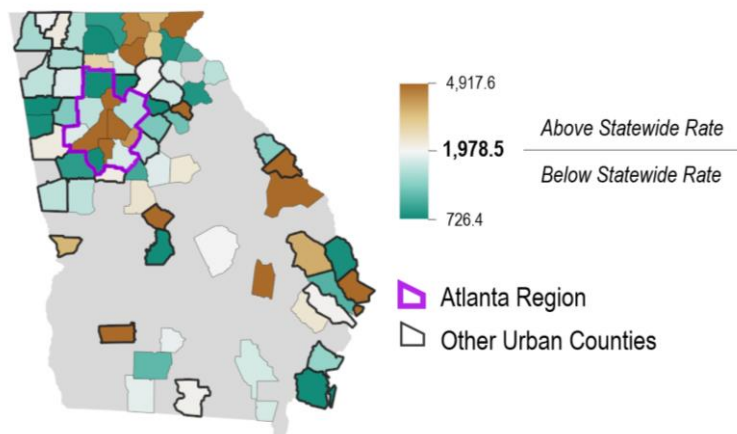 4,917.6
Above Statewide Rate
1,978.5
Below Statewide Rate
726.4
Atlanta Region
Other Urban Counties